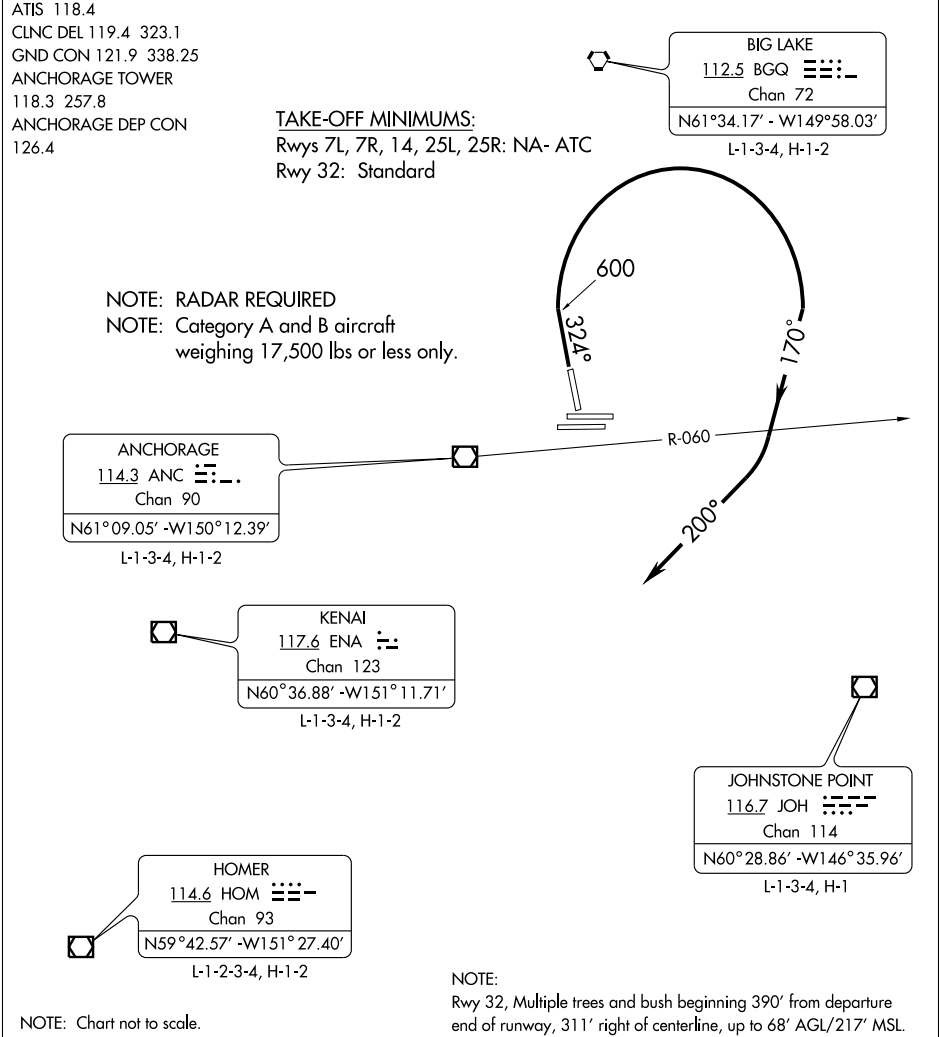 ATIS 118.4
CLNC DEL 119.4 323.1
GND CON 121.9 338.25
ANCHORAGE TOWER
118.3 257.8
ANCHORAGE DEP CON
126.4
TAKE-OFF MINIMUMS:
Rwys 7L, 7R, 14, 25L, 25R: NA- ATC
Rwy 32: Standard
BIG LAKE
112.5 BGQ
Chan 72
N61°34.17′ - W149°58.03′
L-1-3-4, H-1-2
NOTE: RADAR REQUIRED
NOTE: Category A and B aircraft
weighing 17,500 lbs or less only.
600
324°
170°
R-060
200°
ANCHORAGE
114.3 ANC
Chan 90
N61°09.05′ -W150°12.39′
L-1-3-4, H-1-2
KENAI
117.6 ENA
Chan 123
N60°36.88′ -W151°11.71′
L-1-3-4, H-1-2
JOHNSTONE POINT
116.7 JOH
Chan 114
N60°28.86′ -W146°35.96′
L-1-3-4, H-1
HOMER
114.6 HOM
Chan 93
N59°42.57′ -W151°27.40′
L-1-2-3-4, H-1-2
NOTE: Chart not to scale.
NOTE:
Rwy 32, Multiple trees and bush beginning 390′ from departure
end of runway, 311′ right of centerline, up to 68′ AGL/217′ MSL.